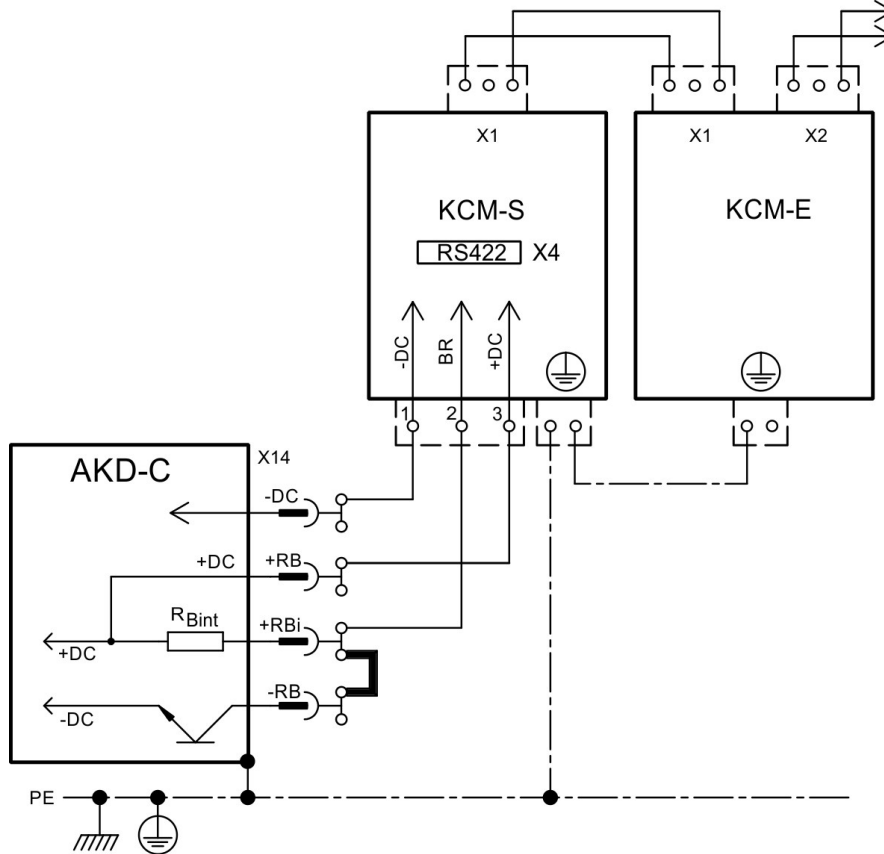 X1
X1
X2
KCM-S
KCM-E
RS422
X4
-DC
BR
+DC
1
2
3
AKD-C
X14
-DC
+DC
+RB
RBint
+RBi
+DC
-RB
-DC
PE